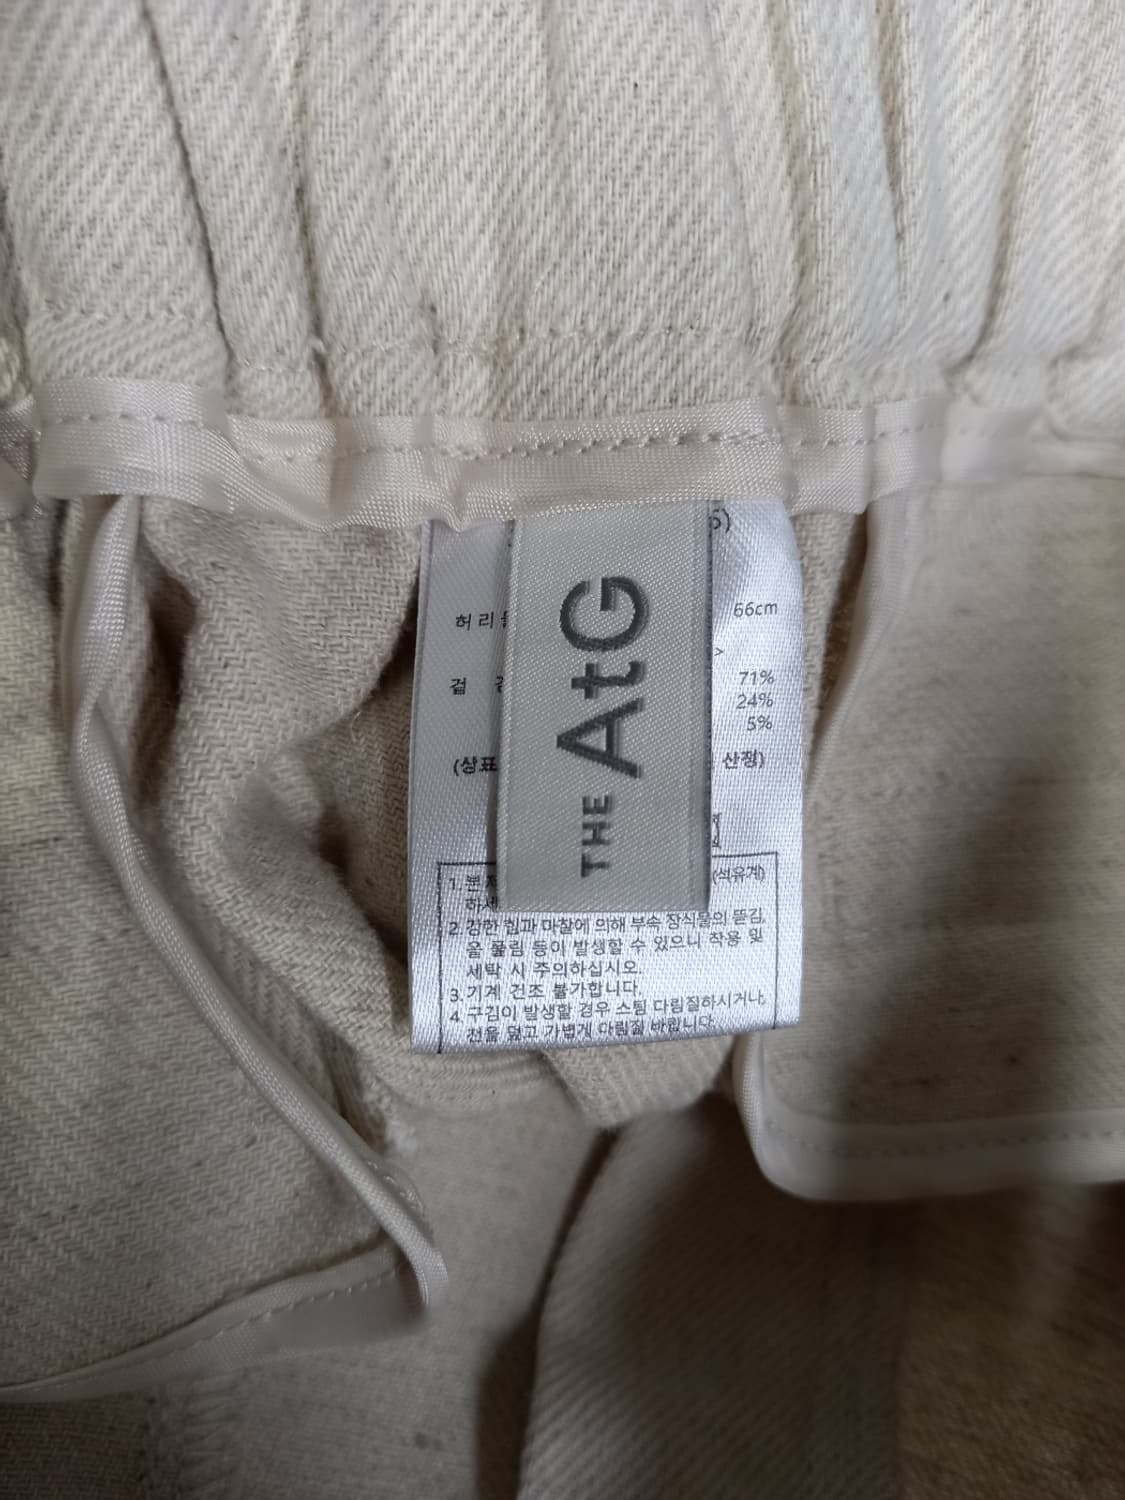 THE AtG
5)
허리
66cm
>
겉
71%
24%
5%
(상표
산정)
1.
(석유계)
하세
2. 강한 힘과 마찰에 의해 부속 장식물의 뜯김,
올 풀림 등이 발생할 수 있으니 착용 및
세탁 시 주의하십시오.
3. 기계 건조 불가합니다.
4. 구김이 발생할 경우 스팀 다림질하시거나,
천을 덮고 가볍게 다림질 바랍니다.